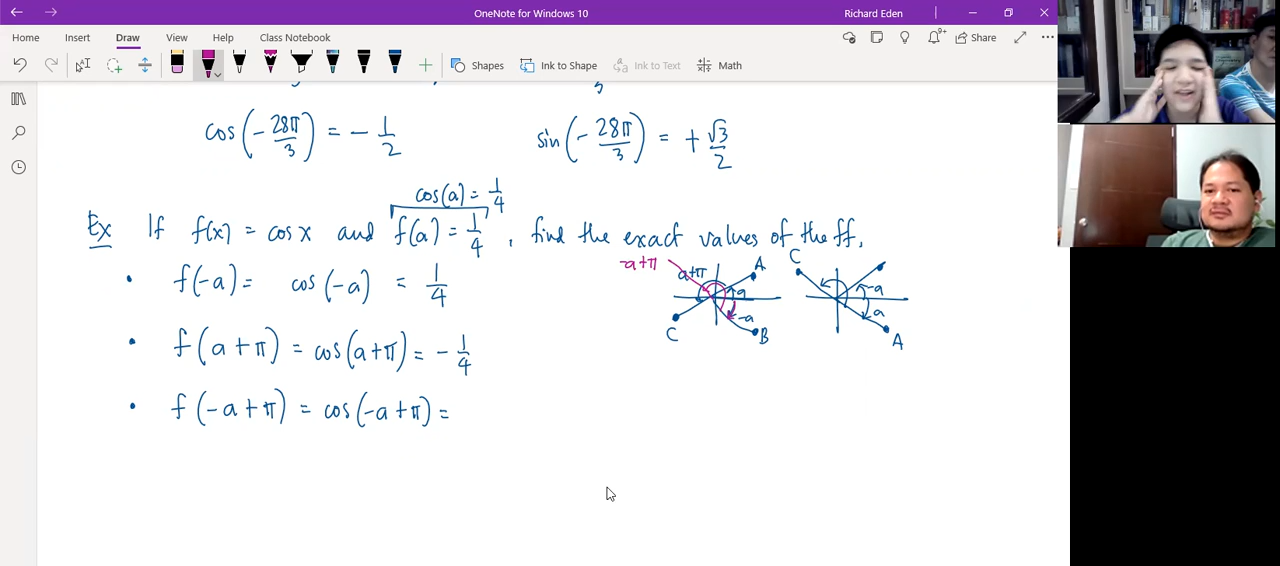 OneNote for Windows 10
Richard Eden
Home Insert Draw View Help Class Notebook
Share
Shapes Ink to Shape Ink to Text Math
3
cos(-28π/3) = -1/2 sin(-28π/3) = +√3/2
cos(a) = 1/4
Ex If f(x) = cos x and f(a) = 1/4, find the exact values of the ff,
• f(-a) = cos(-a) = 1/4
• f(a+π) = cos(a+π) = -1/4
• f(-a+π) = cos(-a+π) =
-a+π
a+π A
a
-a
C B
C
-a
a
A